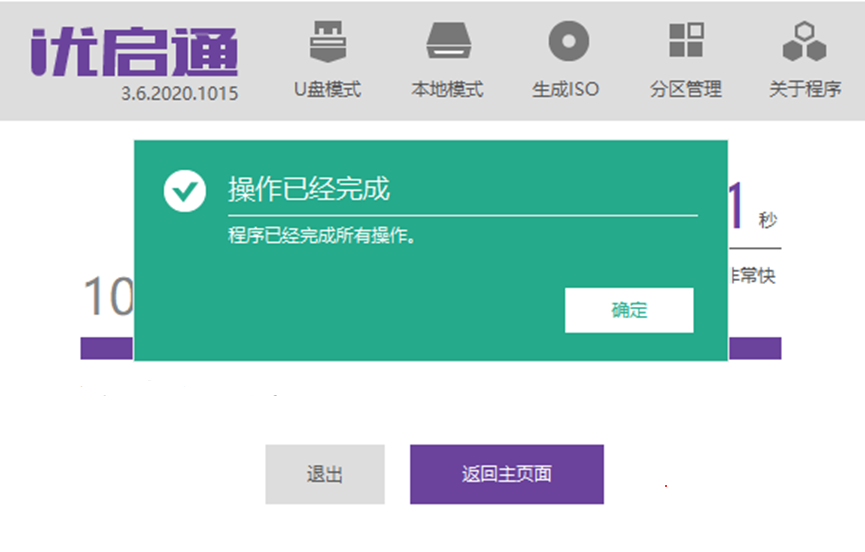 优启通
3.6.2020.1015
U盘模式
本地模式
生成ISO
分区管理
关于程序
操作已经完成
程序已经完成所有操作。
确定
1 秒
常快
10
退出
返回主页面